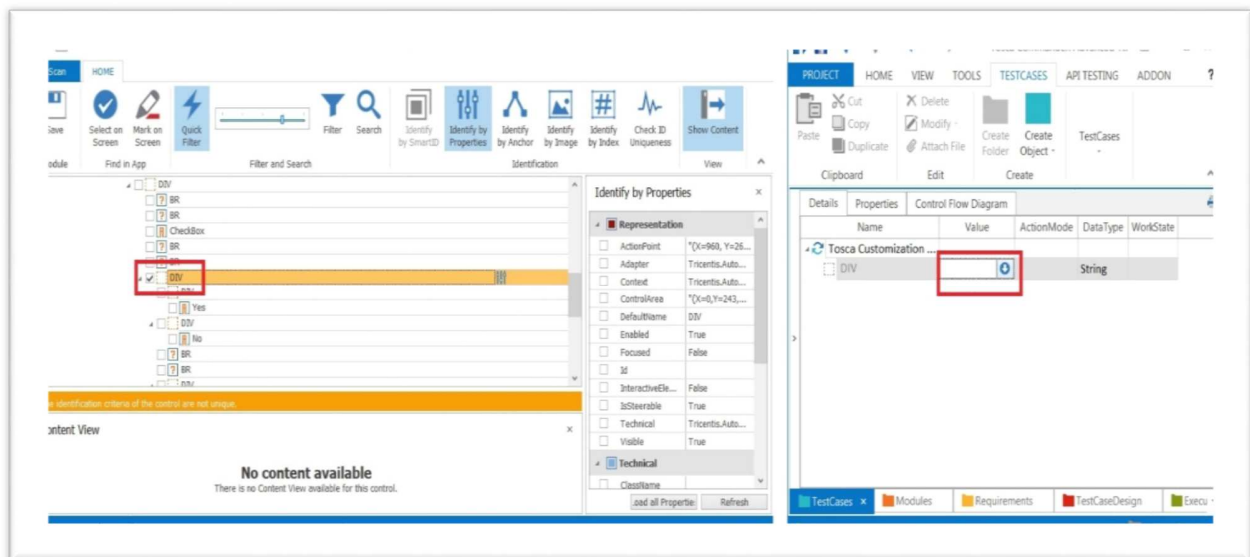 Scan HOME
Save
Select on Screen
Mark on Screen
Quick Filter
Filter
Search
Identify by SmartID
Identify by Properties
Identify by Anchor
Identify by Image
Identify by Index
Check ID Uniqueness
Show Content
Find in App
Filter and Search
Identification
View
DIV
BR
BR
CheckBox
BR
BR
DIV
DIV
Yes
DIV
No
BR
BR
DIV
identification criteria of the control are not unique.
View
No content available
There is no Content View available for this control.
Identify by Properties
Representation
ActionPoint "{X=960, Y=26...
Adapter Tricentis.Auto...
Context Tricentis.Auto...
ControlArea "{X=0,Y=243,...
DefaultName DIV
Enabled True
Focused False
Id
InteractiveEle... False
IsSteerable True
Technical Tricentis.Auto...
Visible True
Technical
ClassName
Refresh
PROJECT HOME VIEW TOOLS TESTCASES API TESTING ADDON ?
Paste
Cut
Copy
Duplicate
Delete
Modify
Attach File
Create Folder
Create Object
TestCases
Clipboard Edit Create
Details Properties Control Flow Diagram
Name Value ActionMode DataType WorkState
Tosca Customization ...
DIV String
TestCases Modules Requirements TestCaseDesign Execu